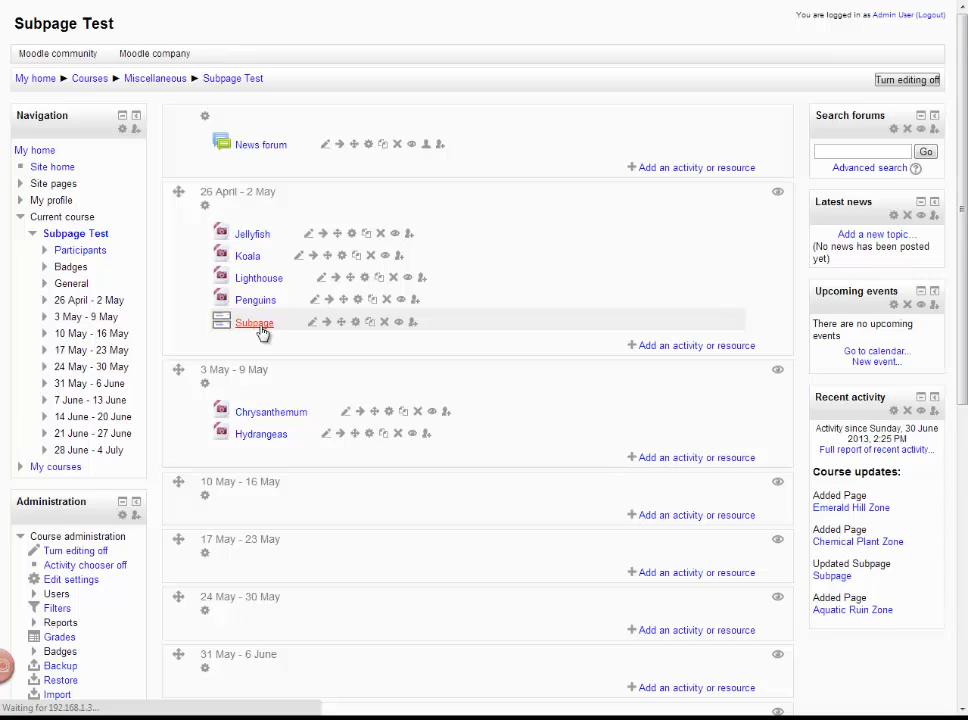 Subpage Test
You are logged in as Admin User (Logout)
Moodle community
Moodle company
My home ► Courses ► Miscellaneous ► Subpage Test
Turn editing off
Navigation
My home
Site home
Site pages
My profile
Current course
Subpage Test
Participants
Badges
General
26 April - 2 May
3 May - 9 May
10 May - 16 May
17 May - 23 May
24 May - 30 May
31 May - 6 June
7 June - 13 June
14 June - 20 June
21 June - 27 June
28 June - 4 July
My courses
Administration
Course administration
Turn editing off
Activity chooser off
Edit settings
Users
Filters
Reports
Grades
Badges
Backup
Restore
Import
Waiting for 192.168.1.3...
News forum
Add an activity or resource
26 April - 2 May
Jellyfish
Koala
Lighthouse
Penguins
Subpage
Add an activity or resource
3 May - 9 May
Chrysanthemum
Hydrangeas
Add an activity or resource
10 May - 16 May
Add an activity or resource
17 May - 23 May
Add an activity or resource
24 May - 30 May
Add an activity or resource
31 May - 6 June
Add an activity or resource
Search forums
Go
Advanced search
Latest news
Add a new topic...
(No news has been posted
yet)
Upcoming events
There are no upcoming
events
Go to calendar...
New event...
Recent activity
Activity since Sunday, 30 June
2013, 2:25 PM
Full report of recent activity...
Course updates:
Added Page
Emerald Hill Zone
Added Page
Chemical Plant Zone
Updated Subpage
Subpage
Added Page
Aquatic Ruin Zone